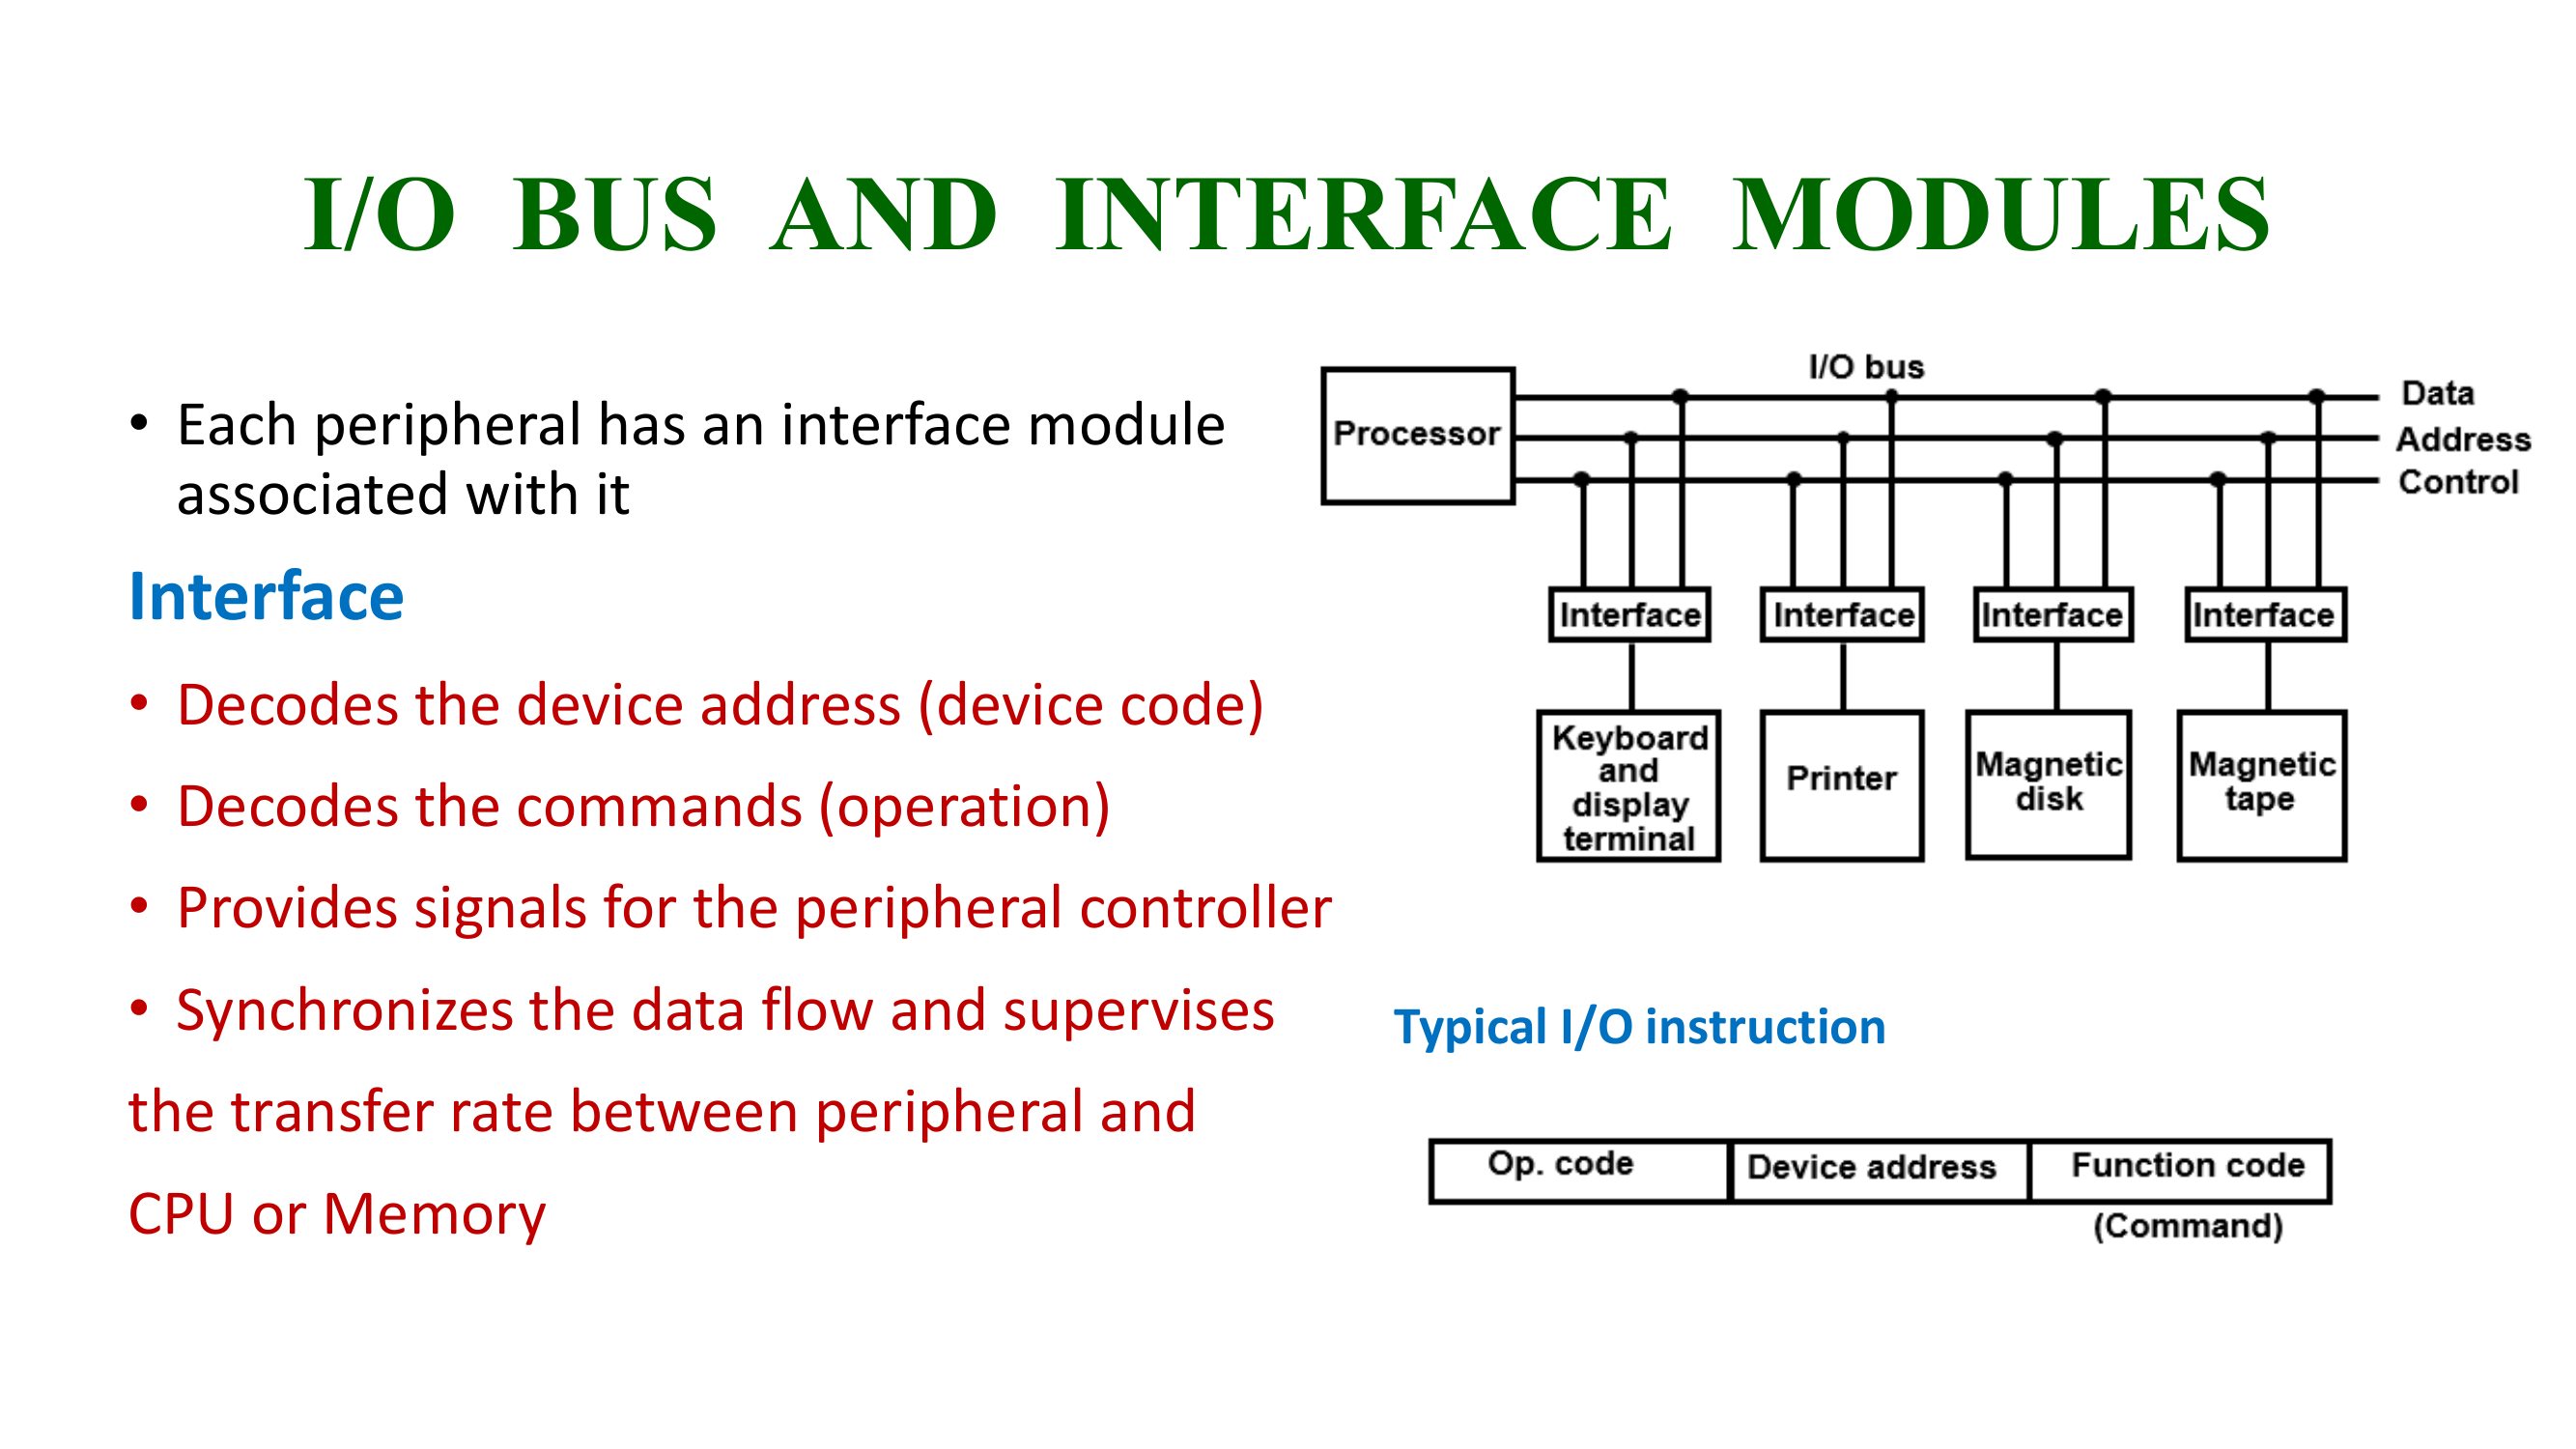 I/O BUS AND INTERFACE MODULES
• Each peripheral has an interface module
associated with it
Interface
• Decodes the device address (device code)
• Decodes the commands (operation)
• Provides signals for the peripheral controller
• Synchronizes the data flow and supervises
the transfer rate between peripheral and
CPU or Memory
I/O bus
Processor
Data
Address
Control
Interface
Interface
Interface
Interface
Keyboard
and
display
terminal
Printer
Magnetic
disk
Magnetic
tape
Typical I/O instruction
Op. code
Device address
Function code
(Command)